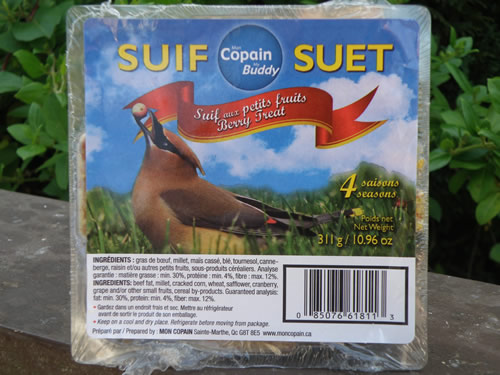 SUIF Mon Copain My Buddy SUET
Suif aux petits fruits
Berry Treat
4 saisons
seasons
Poids net
Net Weight
311 g / 10.96 oz
INGRÉDIENTS : gras de bœuf, millet, maïs cassé, blé, tournesol, canne-
berge, raisin et/ou autres petits fruits, sous-produits céréaliers. Analyse
garantie : matière grasse : min. 30%, protéine : min. 4%, fibre : max. 12%.
INGREDIENTS: beef fat, millet, cracked corn, wheat, safflower, cranberry,
grape and/or other small fruits, cereal by-products. Guaranteed analysis:
fat: min. 30%, protein: min. 4%, fiber: max. 12%.
• Gardez dans un endroit frais et sec. Mettre au réfrigérateur
avant de sortir le produit de son emballage.
• Keep on a cool and dry place. Refrigerate before moving from package.
Préparé par / Prepared by : MON COPAIN Sainte-Marthe, Qc G8T 8E5 www.moncopain.ca
0 85076 61811 3